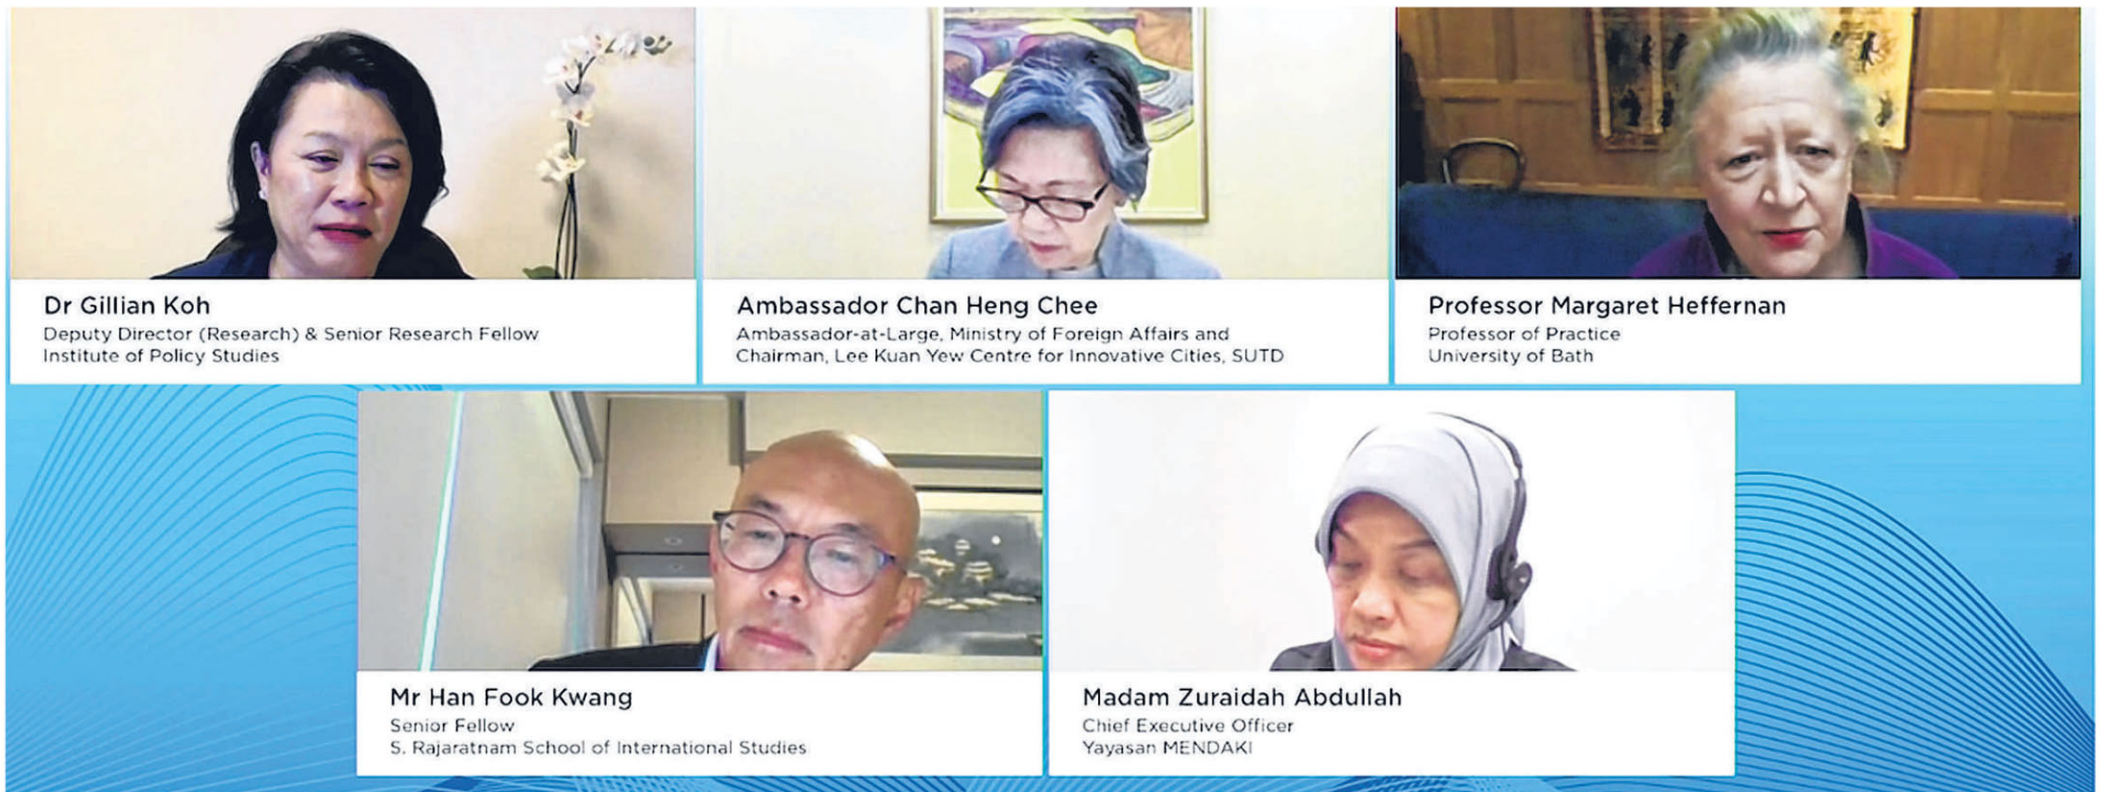 Dr Gillian Koh
Deputy Director (Research) & Senior Research Fellow
Institute of Policy Studies
Ambassador Chan Heng Chee
Ambassador-at-Large, Ministry of Foreign Affairs and
Chairman, Lee Kuan Yew Centre for Innovative Cities, SUTD
Professor Margaret Heffernan
Professor of Practice
University of Bath
Mr Han Fook Kwang
Senior Fellow
S. Rajaratnam School of International Studies
Madam Zuraidah Abdullah
Chief Executive Officer
Yayasan MENDAKI